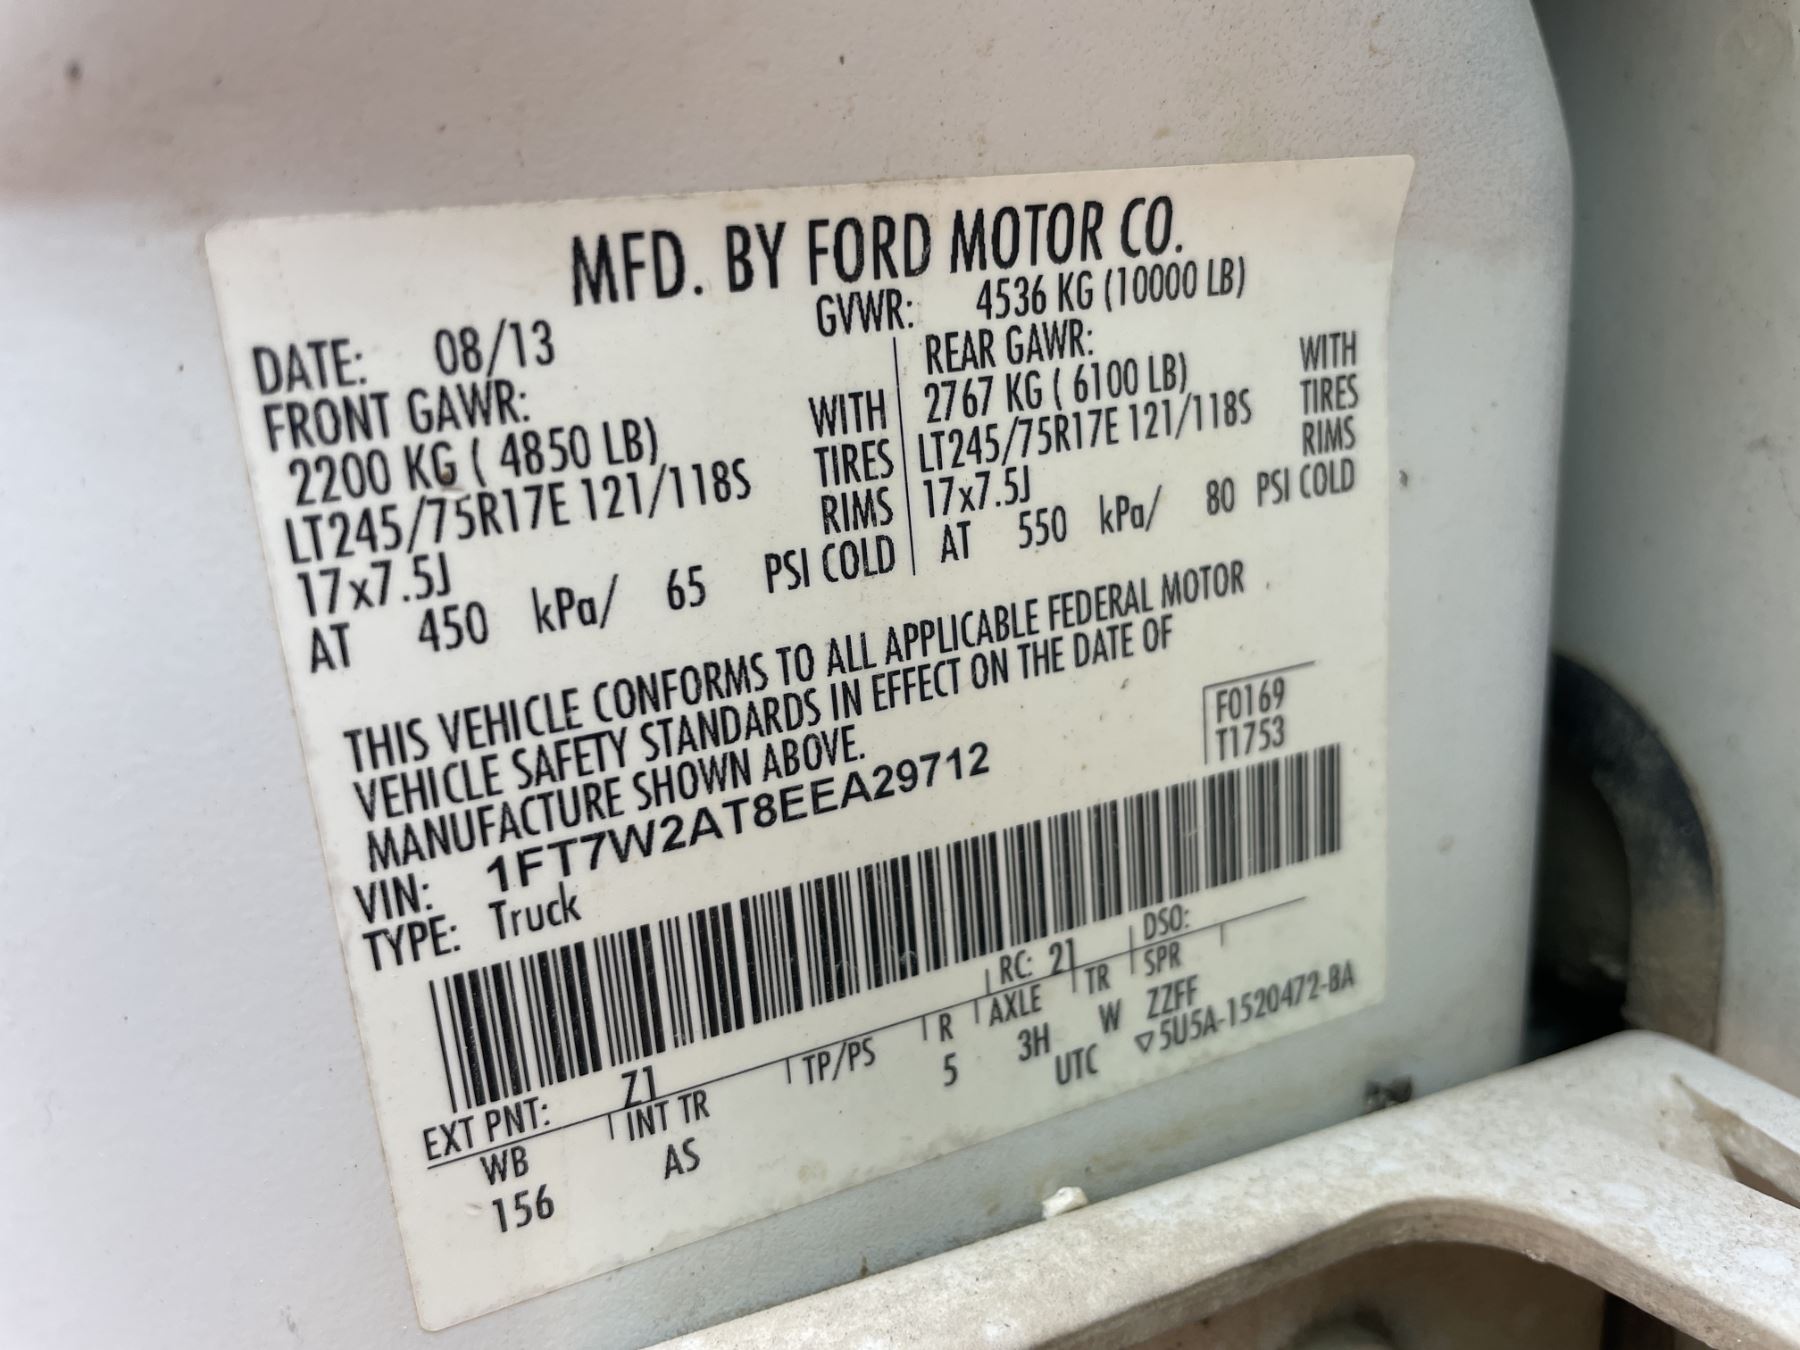 MFD. BY FORD MOTOR CO.
DATE: 08/13
GVWR: 4536 KG (10000 LB)
FRONT GAWR:
2200 KG ( 4850 LB) WITH
LT245/75R17E 121/118S TIRES
17x7.5J RIMS
AT 450 kPa/ 65 PSI COLD
REAR GAWR:
2767 KG ( 6100 LB) WITH
LT245/75R17E 121/118S TIRES
17x7.5J RIMS
AT 550 kPa/ 80 PSI COLD
THIS VEHICLE CONFORMS TO ALL APPLICABLE FEDERAL MOTOR
VEHICLE SAFETY STANDARDS IN EFFECT ON THE DATE OF
MANUFACTURE SHOWN ABOVE.
F0169
T1753
VIN: 1FT7W2AT8EEA29712
TYPE: Truck
EXT PNT: Z1 RC: 21 DSO:
WB INT TR TP/PS R AXLE TR SPR
156 AS 5 3H W ZZFF
UTC ▽5U5A-1520472-BA